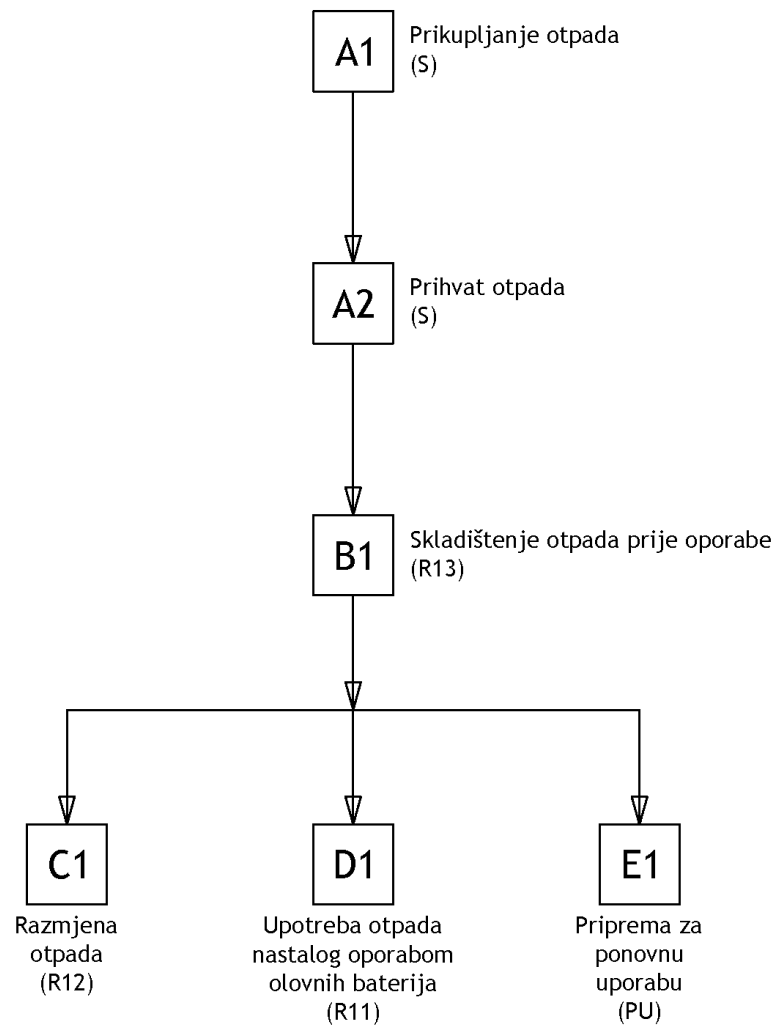 A1
Prikupljanje otpada
(S)
A2
Prihvat otpada
(S)
B1
Skladištenje otpada prije oporabe
(R13)
C1
Razmjena
otpada
(R12)
D1
Upotreba otpada
nastalog oporabom
olovnih baterija
(R11)
E1
Priprema za
ponovnu
uporabu
(PU)